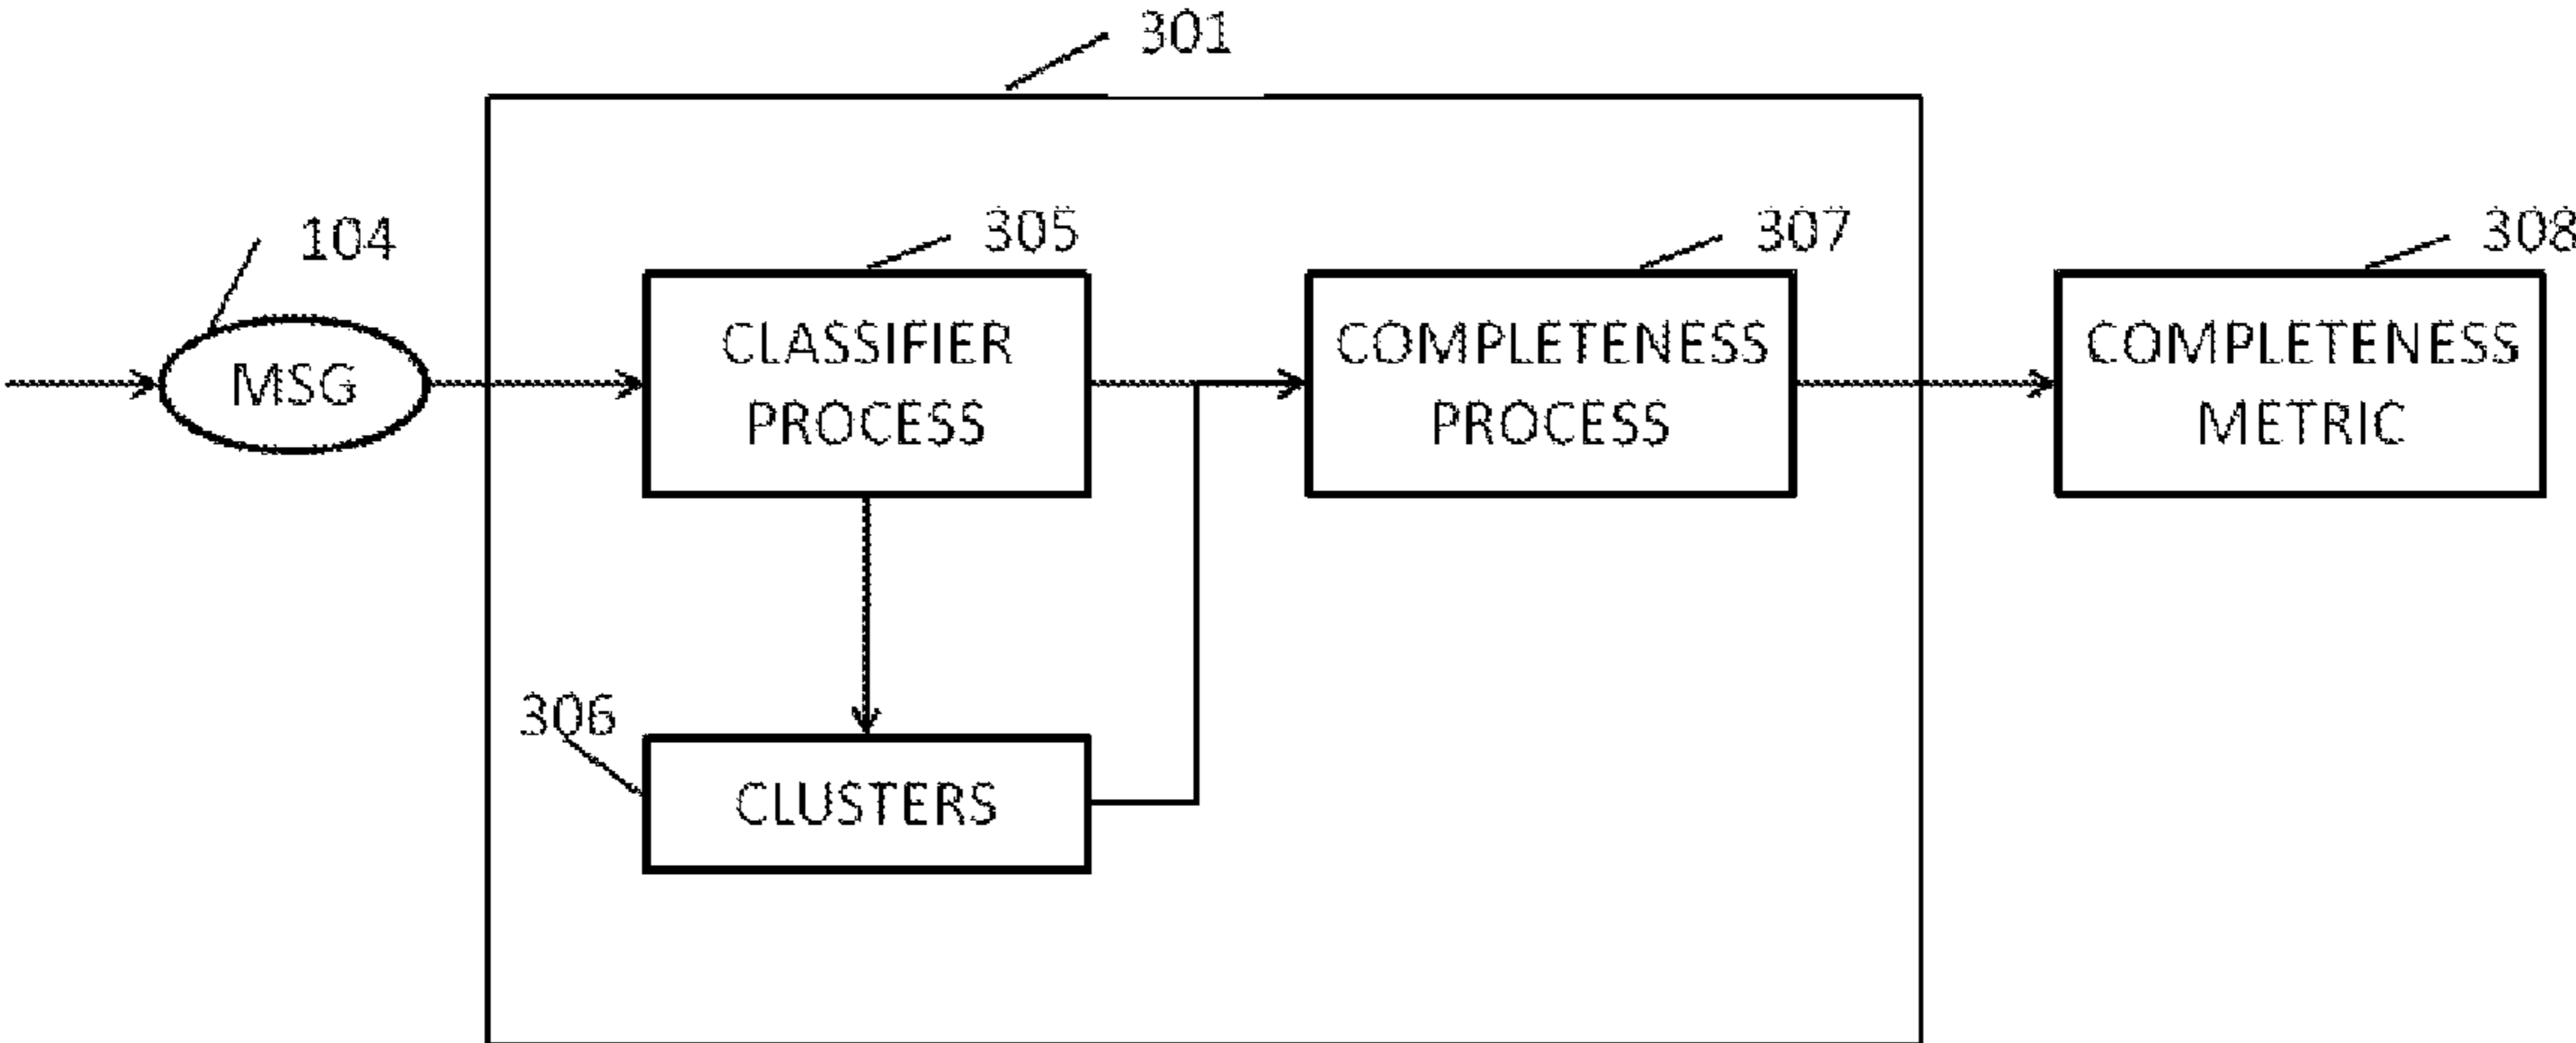 301
104
305
307
308
MSG
CLASSIFIER
PROCESS
COMPLETENESS
PROCESS
COMPLETENESS
METRIC
306
CLUSTERS